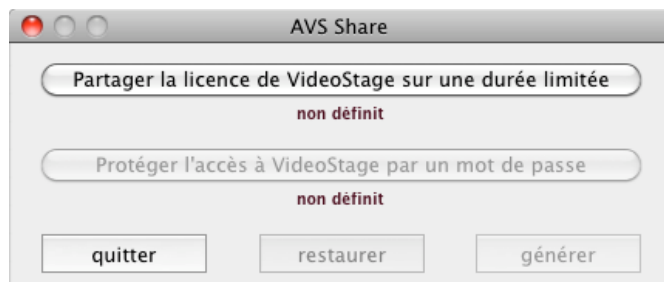 AVS Share
Partager la licence de VideoStage sur une durée limitée
non définit
Protéger l'accès à VideoStage par un mot de passe
non définit
quitter restaurer générer